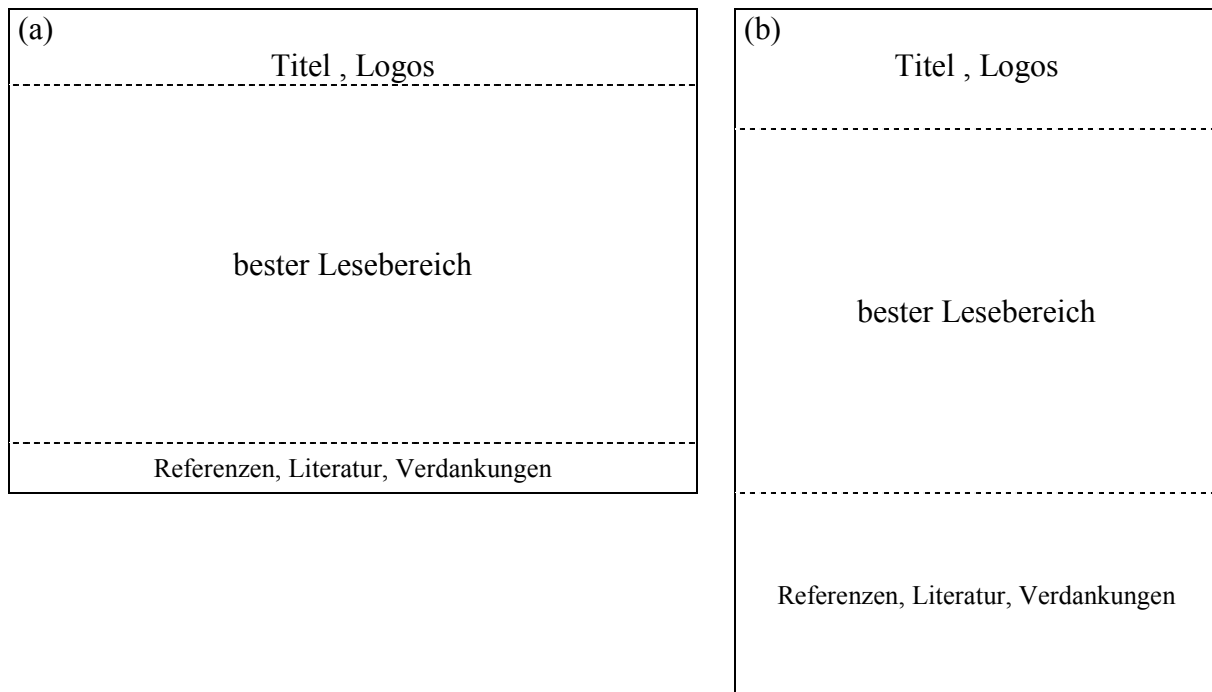 (a)
Titel , Logos
bester Lesebereich
Referenzen, Literatur, Verdankungen
(b)
Titel , Logos
bester Lesebereich
Referenzen, Literatur, Verdankungen